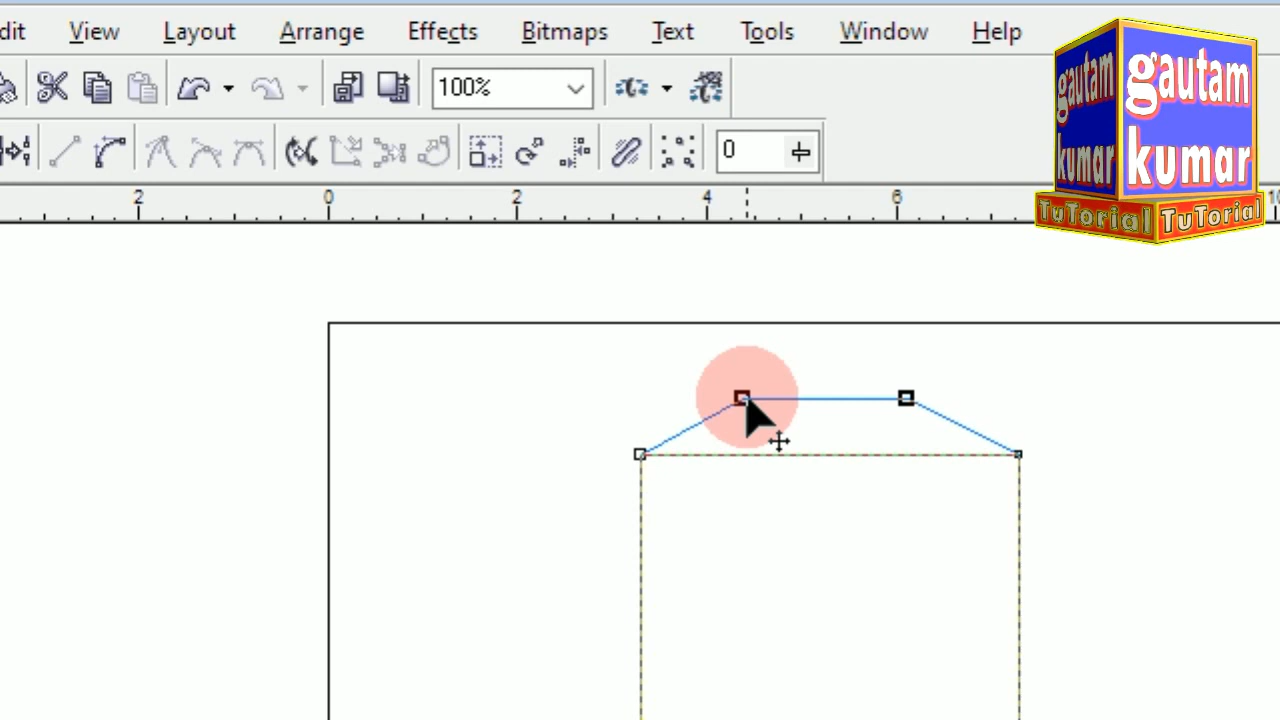 dit View Layout Arrange Effects Bitmaps Text Tools Window Help
100%
0
2 0 2 4 6 10
gautam kumar TuTorial
gautam kumar TuTorial